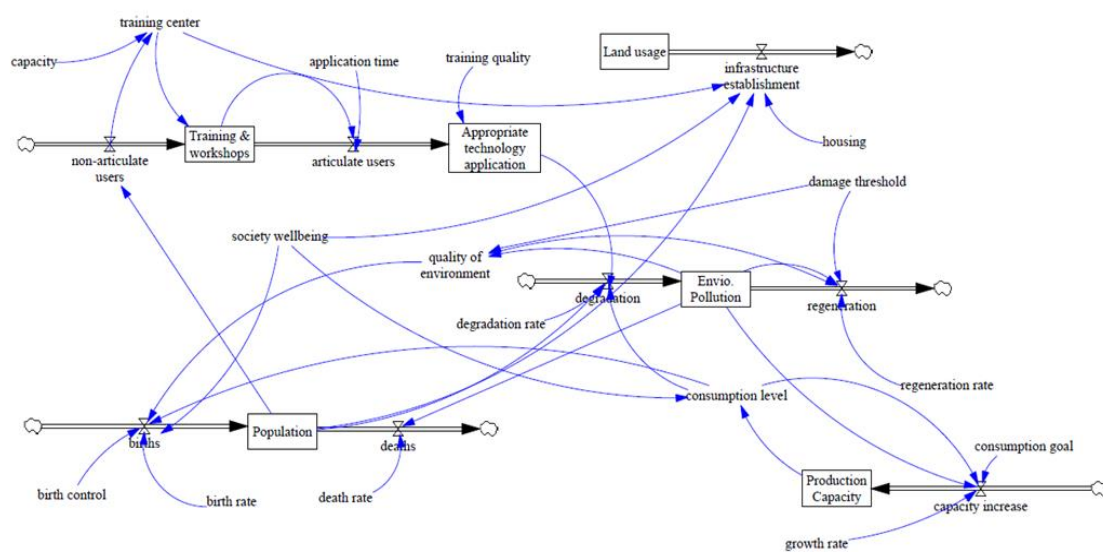 training center
capacity
application time
training quality
Land usage
infrastructure
establishment
Training &
workshops
non-articulate
users
articulate users
Appropriate
technology
application
housing
damage threshold
society wellbeing
quality of
environment
degradation
Envio.
Pollution
regeneration
degradation rate
regeneration rate
consumption level
births
Population
deaths
consumption goal
birth control
birth rate
death rate
Production
Capacity
capacity increase
growth rate